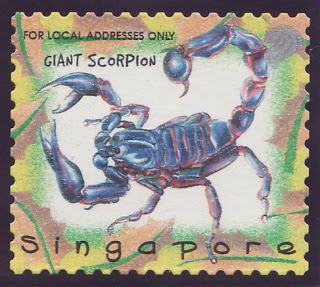 FOR LOCAL ADDRESSES ONLY
GIANT SCORPION
Singapore